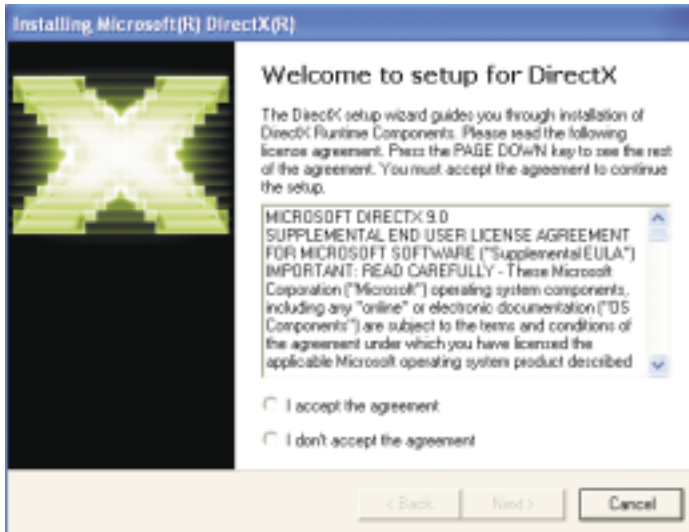 Installing Microsoft(R) DirectX(R)
Welcome to setup for DirectX
The DirectX setup wizard guides you through installation of
DirectX Runtime Components. Please read the following
license agreement. Press the PAGE DOWN key to see the rest
of the agreement. You must accept the agreement to continue
the setup.
MICROSOFT DIRECTX 9.0
SUPPLEMENTAL END USER LICENSE AGREEMENT
FOR MICROSOFT SOFTWARE ("Supplemental EULA")
IMPORTANT: READ CAREFULLY - These Microsoft
Corporation ("Microsoft") operating system components,
including any "online" or electronic documentation ("OS
Components") are subject to the terms and conditions of
the agreement under which you have licensed the
applicable Microsoft operating system product described
I accept the agreement
I don't accept the agreement
< Back
Next >
Cancel